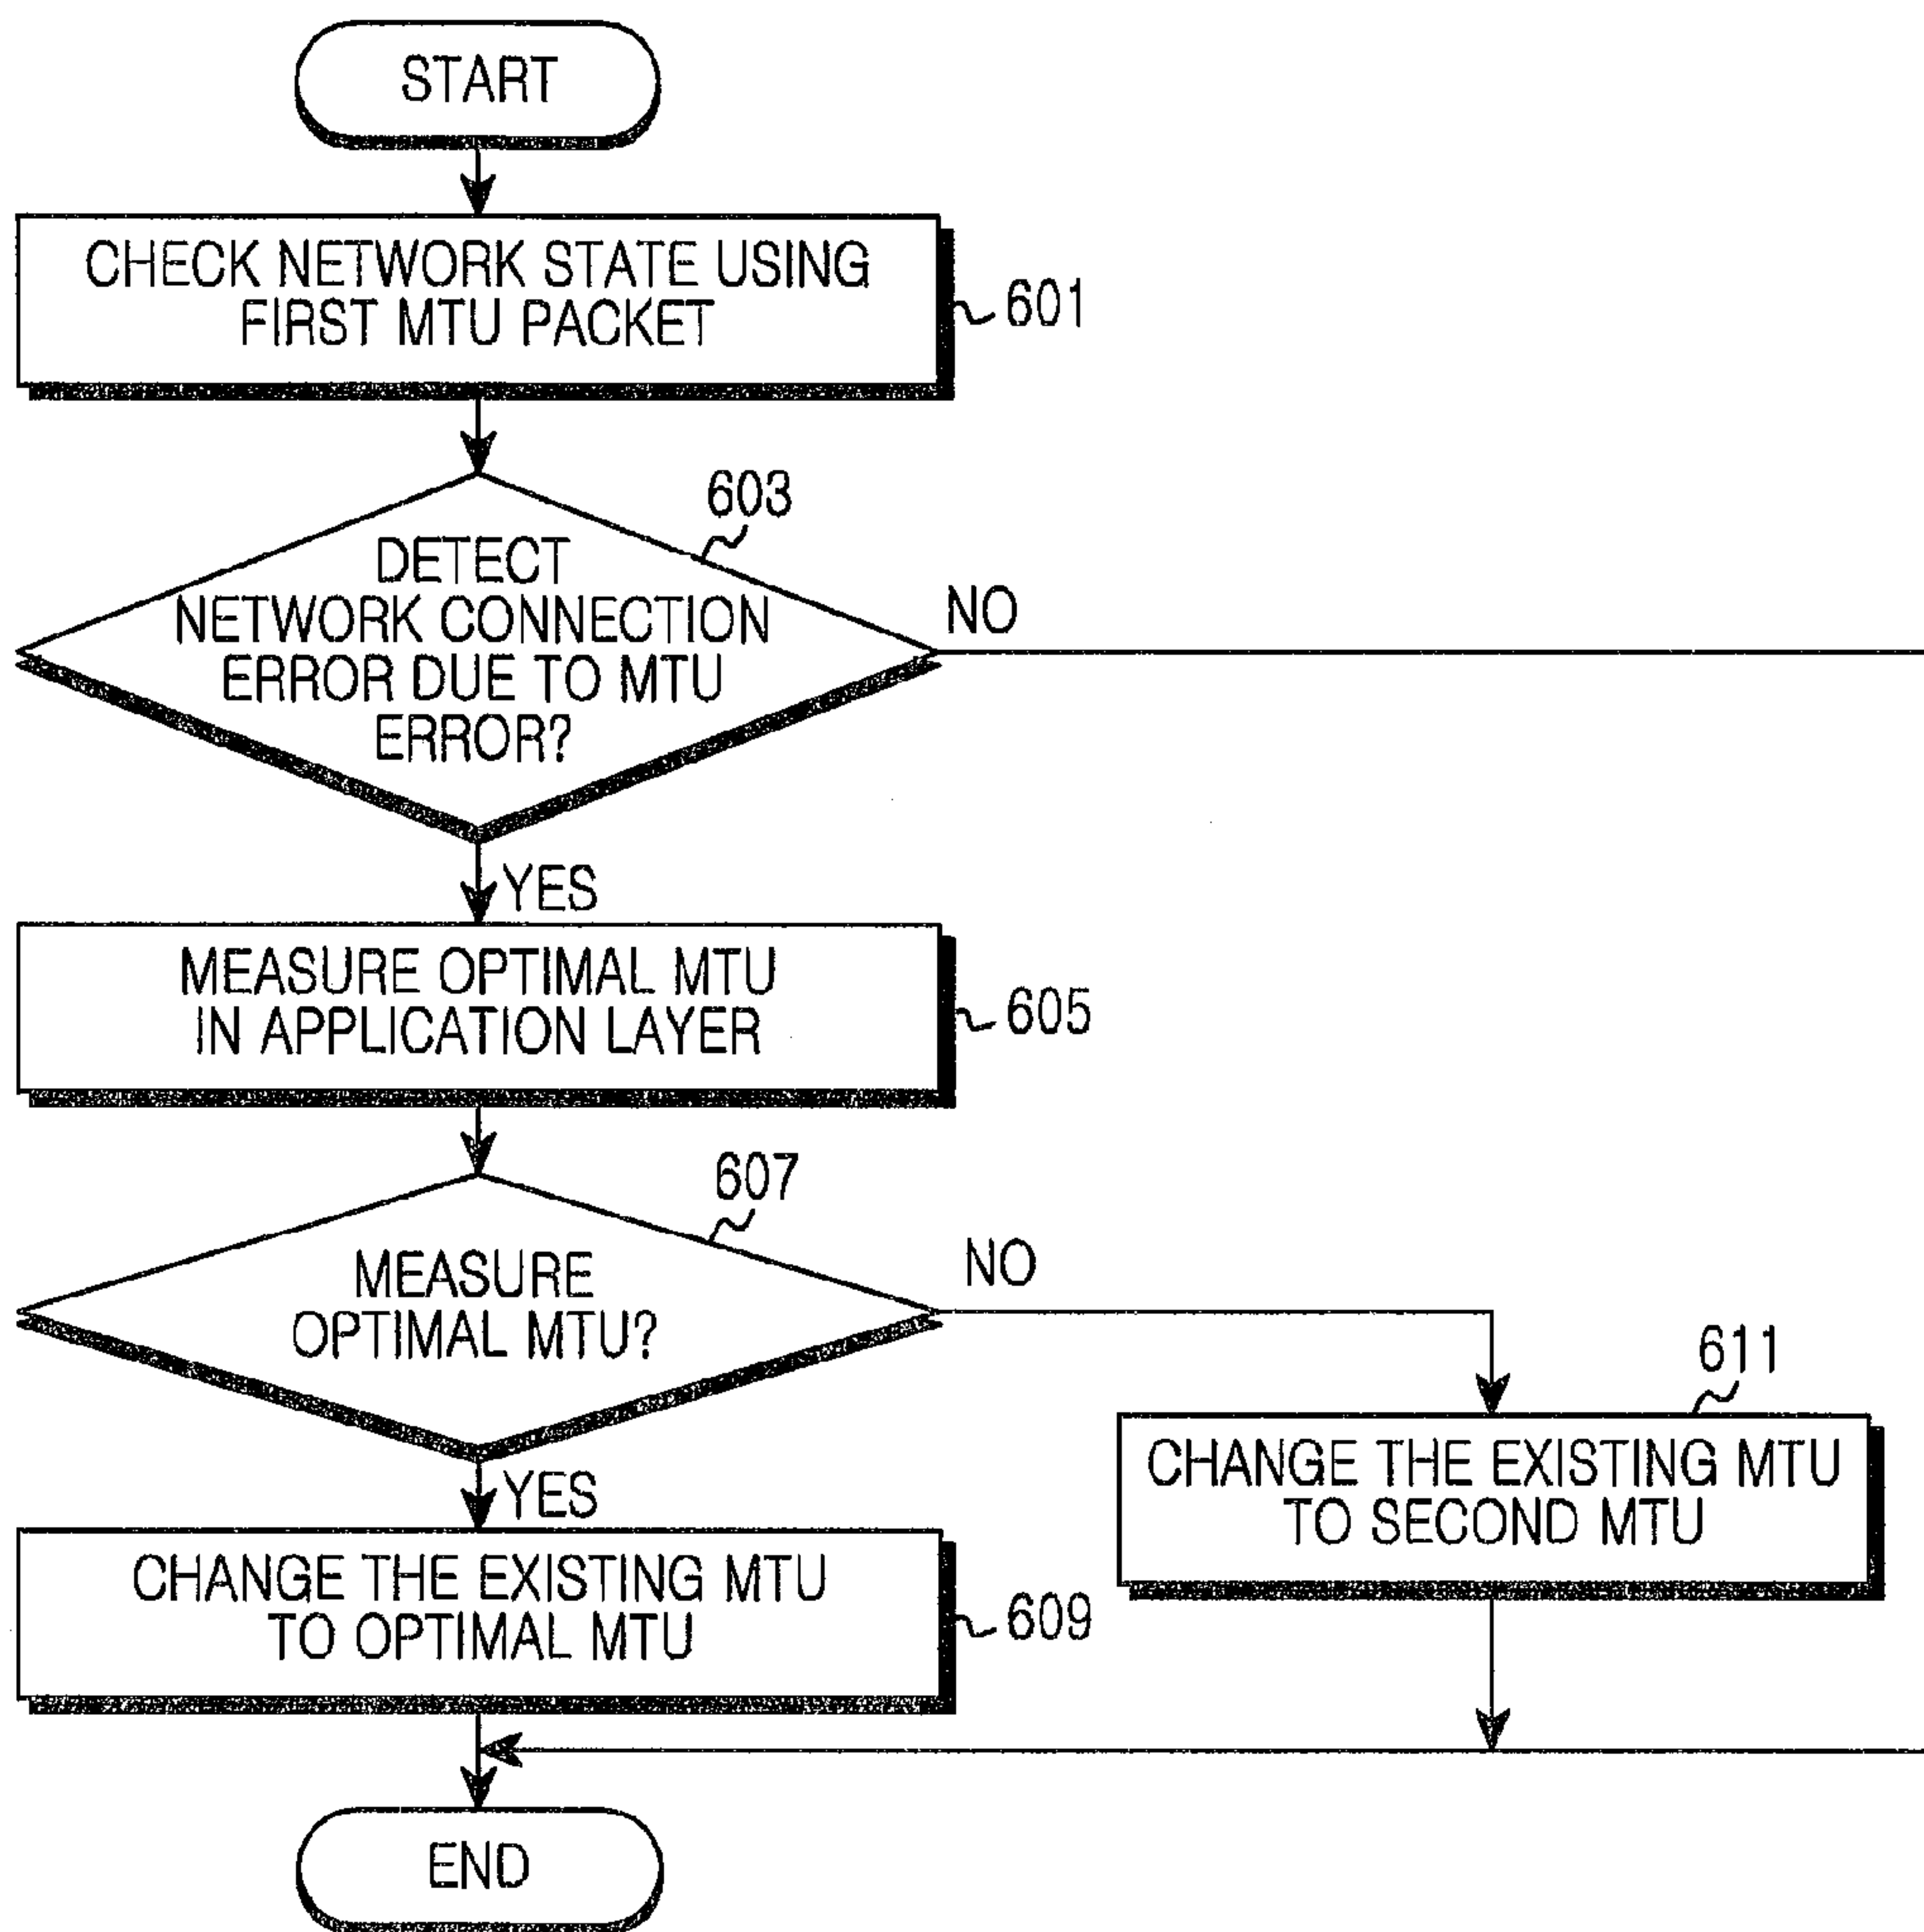 START
CHECK NETWORK STATE USING
FIRST MTU PACKET
601
603
DETECT
NETWORK CONNECTION
ERROR DUE TO MTU
ERROR?
NO
YES
MEASURE OPTIMAL MTU
IN APPLICATION LAYER
605
607
MEASURE
OPTIMAL MTU?
NO
611
CHANGE THE EXISTING MTU
TO SECOND MTU
YES
CHANGE THE EXISTING MTU
TO OPTIMAL MTU
609
END